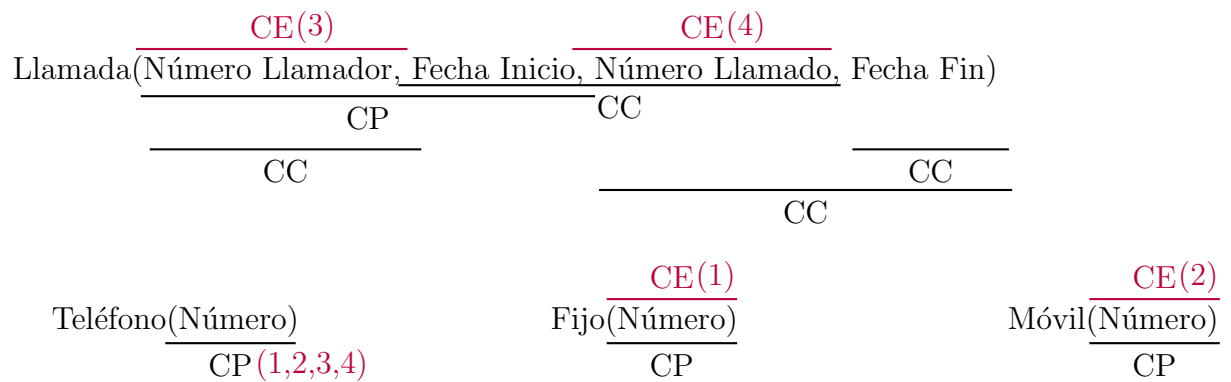 CE(3) CE(4)
Llamada(Número Llamador, Fecha Inicio, Número Llamado, Fecha Fin)
CC
CP
CC CC
CC
CE(1) CE(2)
Teléfono(Número) Fijo(Número) Móvil(Número)
CP(1,2,3,4) CP CP